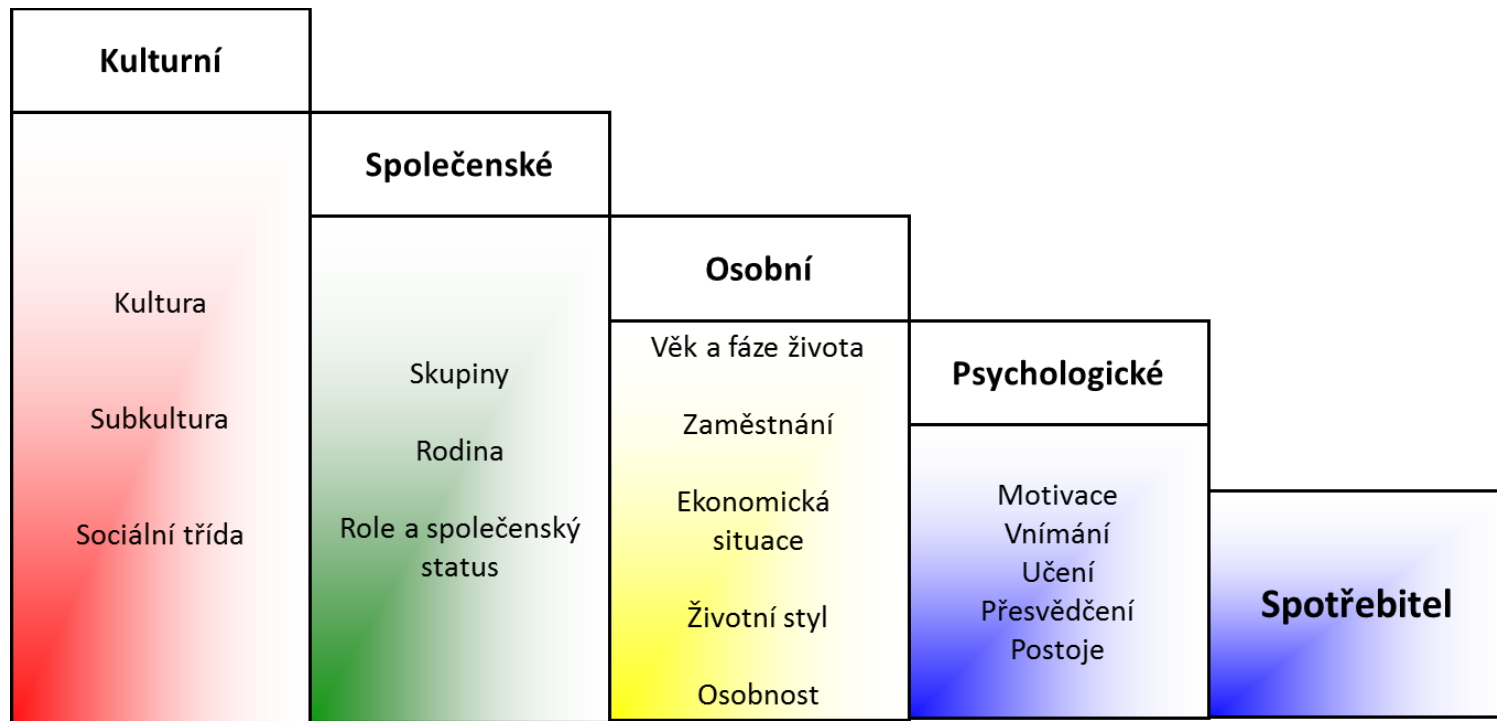 Kulturní
Kultura
Subkultura
Sociální třída
Společenské
Skupiny
Rodina
Role a společenský
status
Osobní
Věk a fáze života
Zaměstnání
Ekonomická
situace
Životní styl
Osobnost
Psychologické
Motivace
Vnímání
Učení
Přesvědčení
Postoje
Spotřebitel